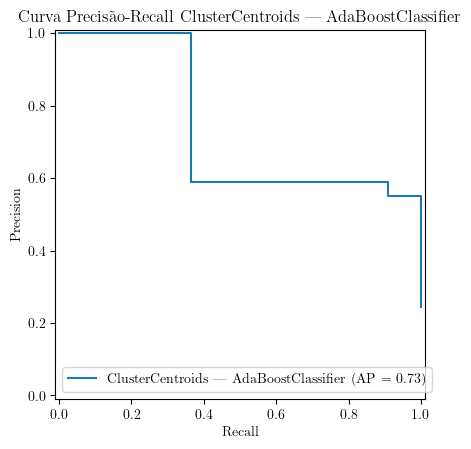 Curva Precisão-Recall ClusterCentroids — AdaBoostClassifier
1.0
0.8
0.6
0.4
0.2
0.0
Precision
ClusterCentroids — AdaBoostClassifier (AP = 0.73)
0.0 0.2 0.4 0.6 0.8 1.0
Recall